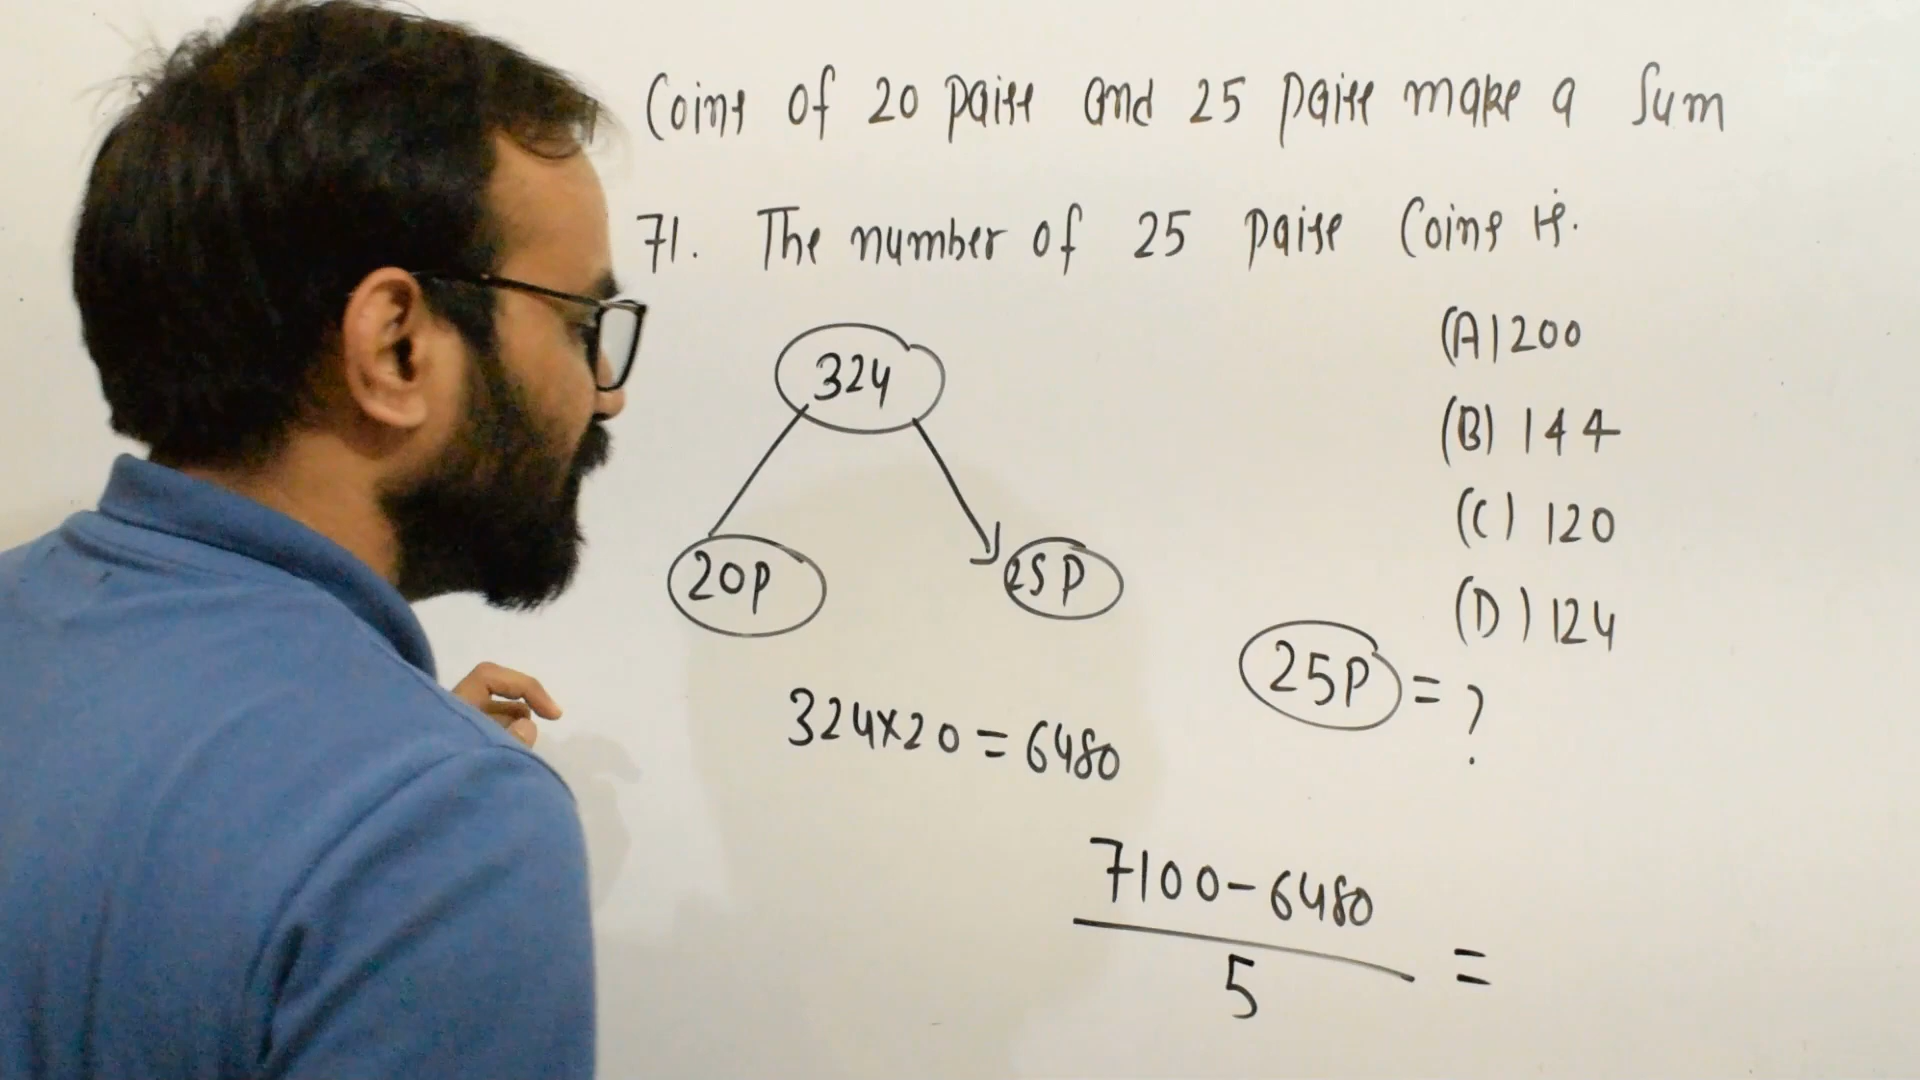 Coins of 20 paise and 25 paise make a sum
71. The number of 25 paise coins is.
(A) 200
(B) 144
(C) 120
(D) 124
324
20p
25p
25p = ?
324x20 = 6480
7100-6480
5
=